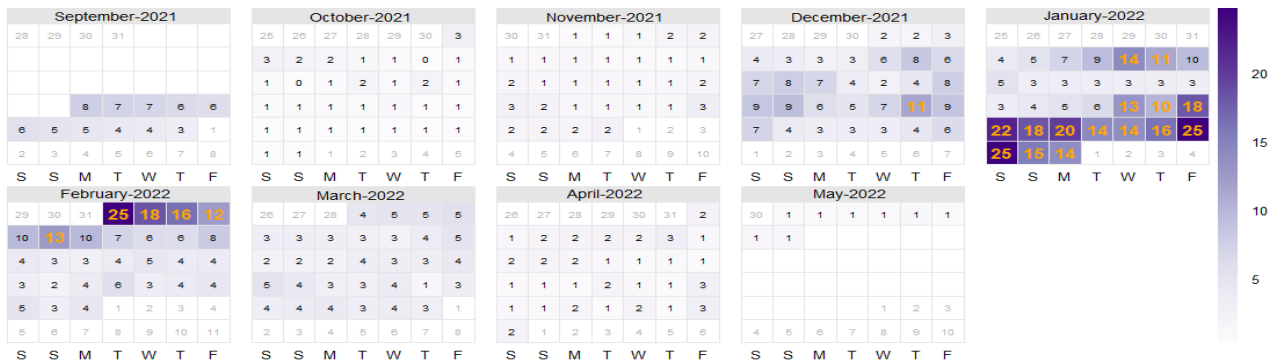 September-2021 October-2021 November-2021 December-2021 January-2022
28 29 30 31 25 26 27 28 29 30 3 30 31 1 1 1 2 2 27 28 29 30 2 2 3 25 26 27 28 29 30 31
3 2 2 1 1 0 1 1 1 1 1 1 1 1 4 3 3 3 6 8 6 4 5 7 9 14 11 10 20
1 0 1 2 1 2 1 2 1 1 1 1 1 2 7 8 7 4 2 4 8 5 3 3 3 3 3 3
8 7 7 6 6 1 1 1 1 1 1 1 3 2 1 1 1 1 3 9 9 6 5 7 11 9 3 4 5 6 13 10 18
6 5 5 4 4 3 1 1 1 1 1 1 1 1 2 2 2 2 1 2 3 7 4 3 3 3 4 6 22 18 20 14 14 16 25 15
2 3 4 5 6 7 8 1 1 1 2 3 4 5 4 5 6 7 8 9 10 1 2 3 4 5 6 7 25 15 14 1 2 3 4
S S M T W T F S S M T W T F S S M T W T F S S M T W T F S S M T W T F
February-2022 March-2022 April-2022 May-2022
29 30 31 25 18 16 12 26 27 28 4 5 5 5 26 27 28 29 30 31 2 30 1 1 1 1 1 1 10
10 13 10 7 6 6 8 3 3 3 3 3 4 5 1 2 2 2 2 3 1 1 1
4 3 3 4 5 4 4 2 2 2 4 3 3 4 2 2 2 1 1 1 1
3 2 4 6 3 4 4 5 4 3 3 4 1 3 1 1 1 2 1 1 3 5
5 3 4 1 2 3 4 4 4 4 3 4 3 1 1 1 2 1 2 1 3 1 2 3
5 6 7 8 9 10 11 2 3 4 5 6 7 8 2 1 2 3 4 5 6 4 5 6 7 8 9 10
S S M T W T F S S M T W T F S S M T W T F S S M T W T F